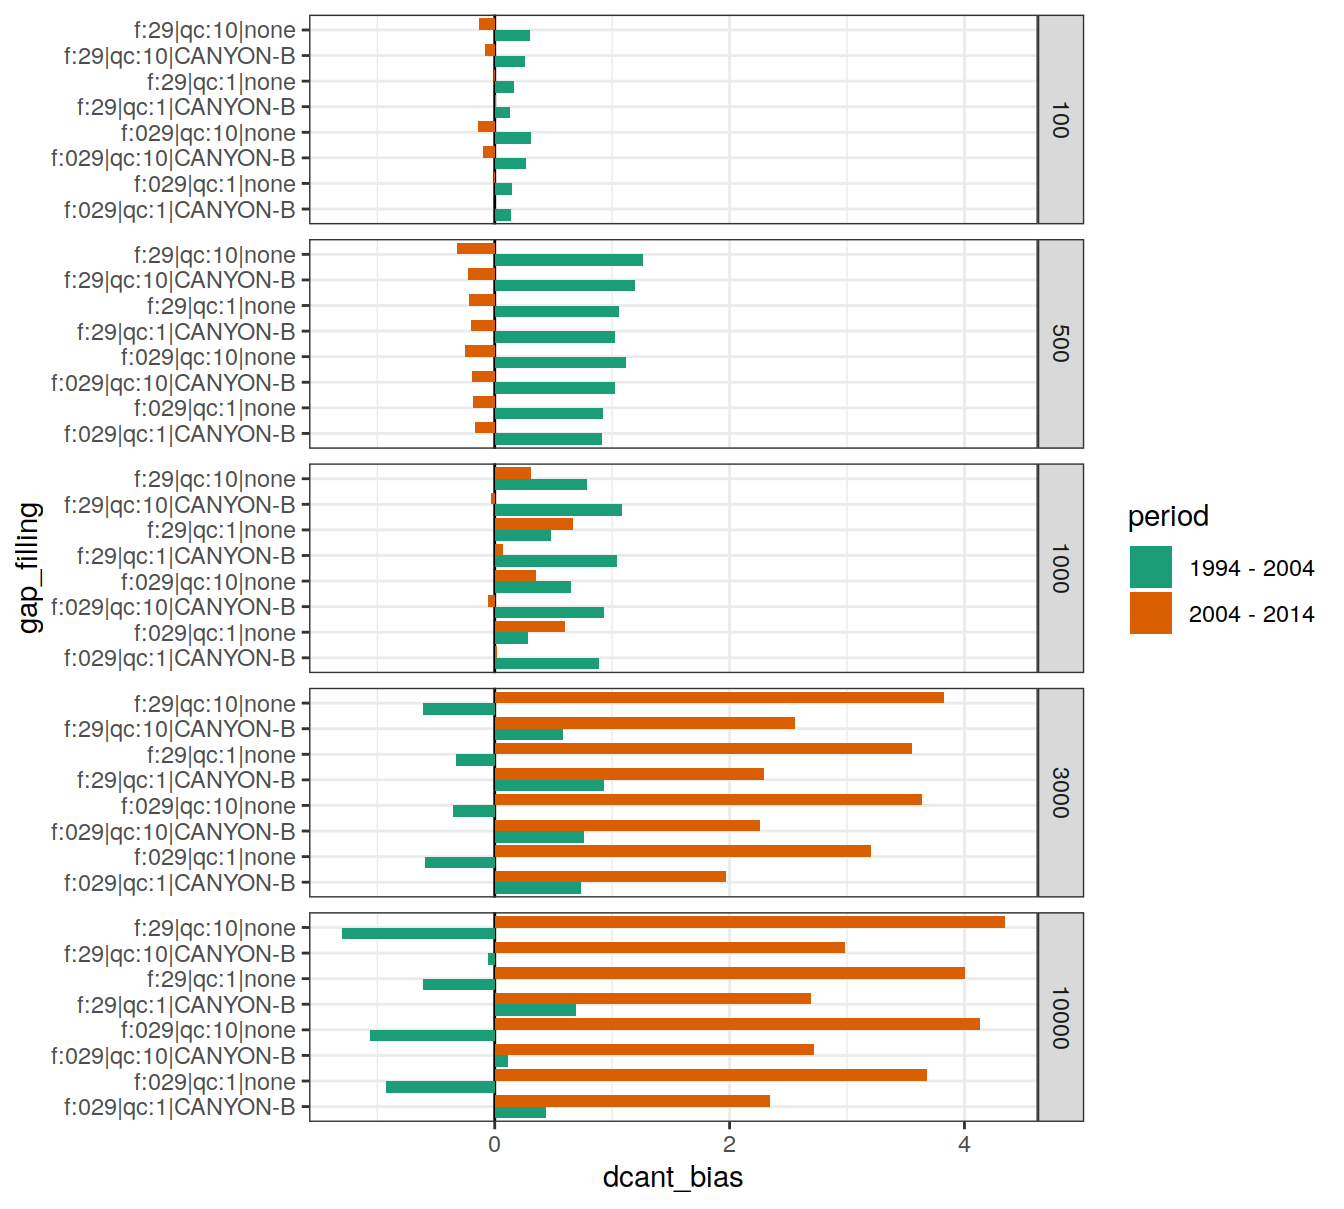 f:29|qc:10|none
f:29|qc:10|CANYON-B
f:29|qc:1|none
f:29|qc:1|CANYON-B
f:029|qc:10|none
f:029|qc:10|CANYON-B
f:029|qc:1|none
f:029|qc:1|CANYON-B
100
f:29|qc:10|none
f:29|qc:10|CANYON-B
f:29|qc:1|none
f:29|qc:1|CANYON-B
f:029|qc:10|none
f:029|qc:10|CANYON-B
f:029|qc:1|none
f:029|qc:1|CANYON-B
500
f:29|qc:10|none
f:29|qc:10|CANYON-B
f:29|qc:1|none
f:29|qc:1|CANYON-B
f:029|qc:10|none
f:029|qc:10|CANYON-B
f:029|qc:1|none
f:029|qc:1|CANYON-B
1000
f:29|qc:10|none
f:29|qc:10|CANYON-B
f:29|qc:1|none
f:29|qc:1|CANYON-B
f:029|qc:10|none
f:029|qc:10|CANYON-B
f:029|qc:1|none
f:029|qc:1|CANYON-B
3000
f:29|qc:10|none
f:29|qc:10|CANYON-B
f:29|qc:1|none
f:29|qc:1|CANYON-B
f:029|qc:10|none
f:029|qc:10|CANYON-B
f:029|qc:1|none
f:029|qc:1|CANYON-B
10000
0 2 4
dcant_bias
gap_filling
period
1994 - 2004
2004 - 2014